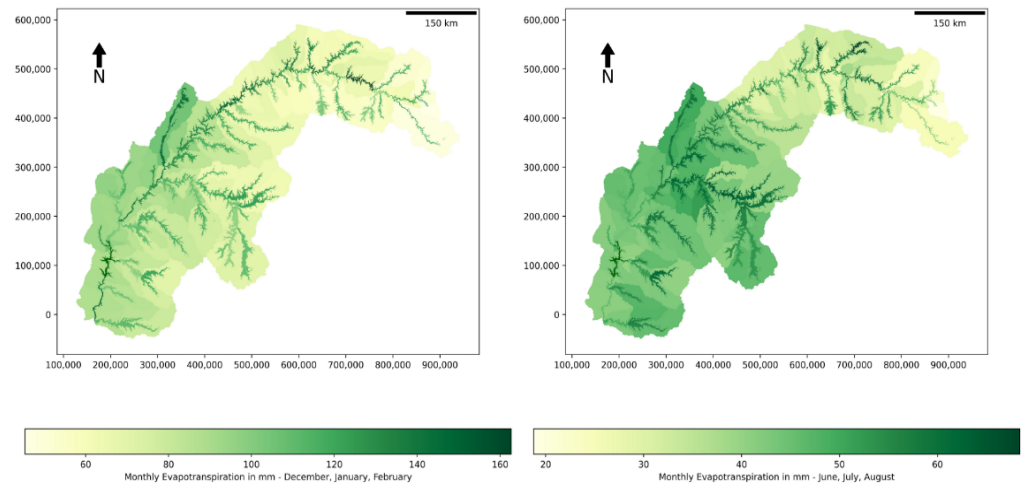 150 km
N
600,000
500,000
400,000
300,000
200,000
100,000
0
100,000 200,000 300,000 400,000 500,000 600,000 700,000 800,000 900,000
60 80 100 120 140 160
Monthly Evapotranspiration in mm - December, January, February
150 km
N
600,000
500,000
400,000
300,000
200,000
100,000
0
100,000 200,000 300,000 400,000 500,000 600,000 700,000 800,000 900,000
20 30 40 50 60
Monthly Evapotranspiration in mm - June, July, August